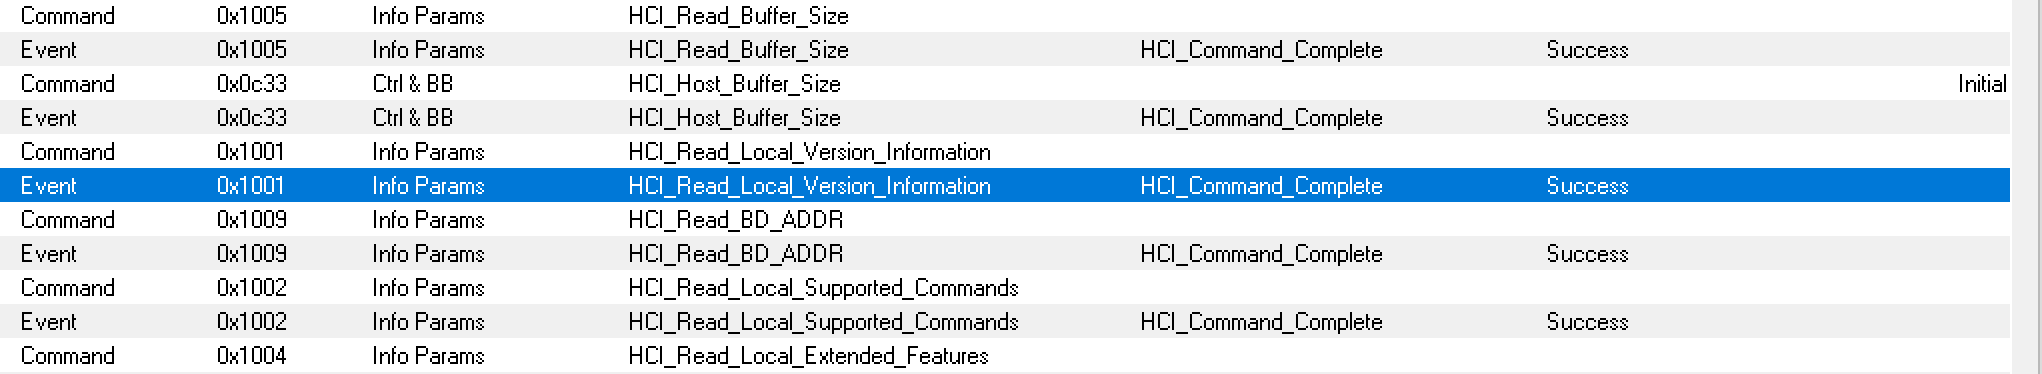 Command 0x1005 Info Params HCI_Read_Buffer_Size
Event 0x1005 Info Params HCI_Read_Buffer_Size HCI_Command_Complete Success
Command 0x0c33 Ctrl & BB HCI_Host_Buffer_Size Initial
Event 0x0c33 Ctrl & BB HCI_Host_Buffer_Size HCI_Command_Complete Success
Command 0x1001 Info Params HCI_Read_Local_Version_Information
Event 0x1001 Info Params HCI_Read_Local_Version_Information HCI_Command_Complete Success
Command 0x1009 Info Params HCI_Read_BD_ADDR
Event 0x1009 Info Params HCI_Read_BD_ADDR HCI_Command_Complete Success
Command 0x1002 Info Params HCI_Read_Local_Supported_Commands
Event 0x1002 Info Params HCI_Read_Local_Supported_Commands HCI_Command_Complete Success
Command 0x1004 Info Params HCI_Read_Local_Extended_Features